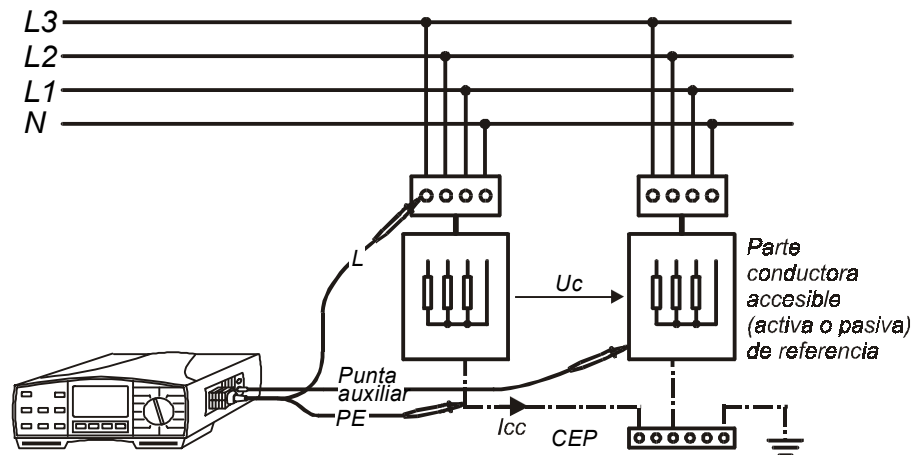 L3
L2
L1
N
L
Uc
Parte
conductora
accesible
(activa o pasiva)
de referencia
Punta
auxiliar
PE
Icc
CEP